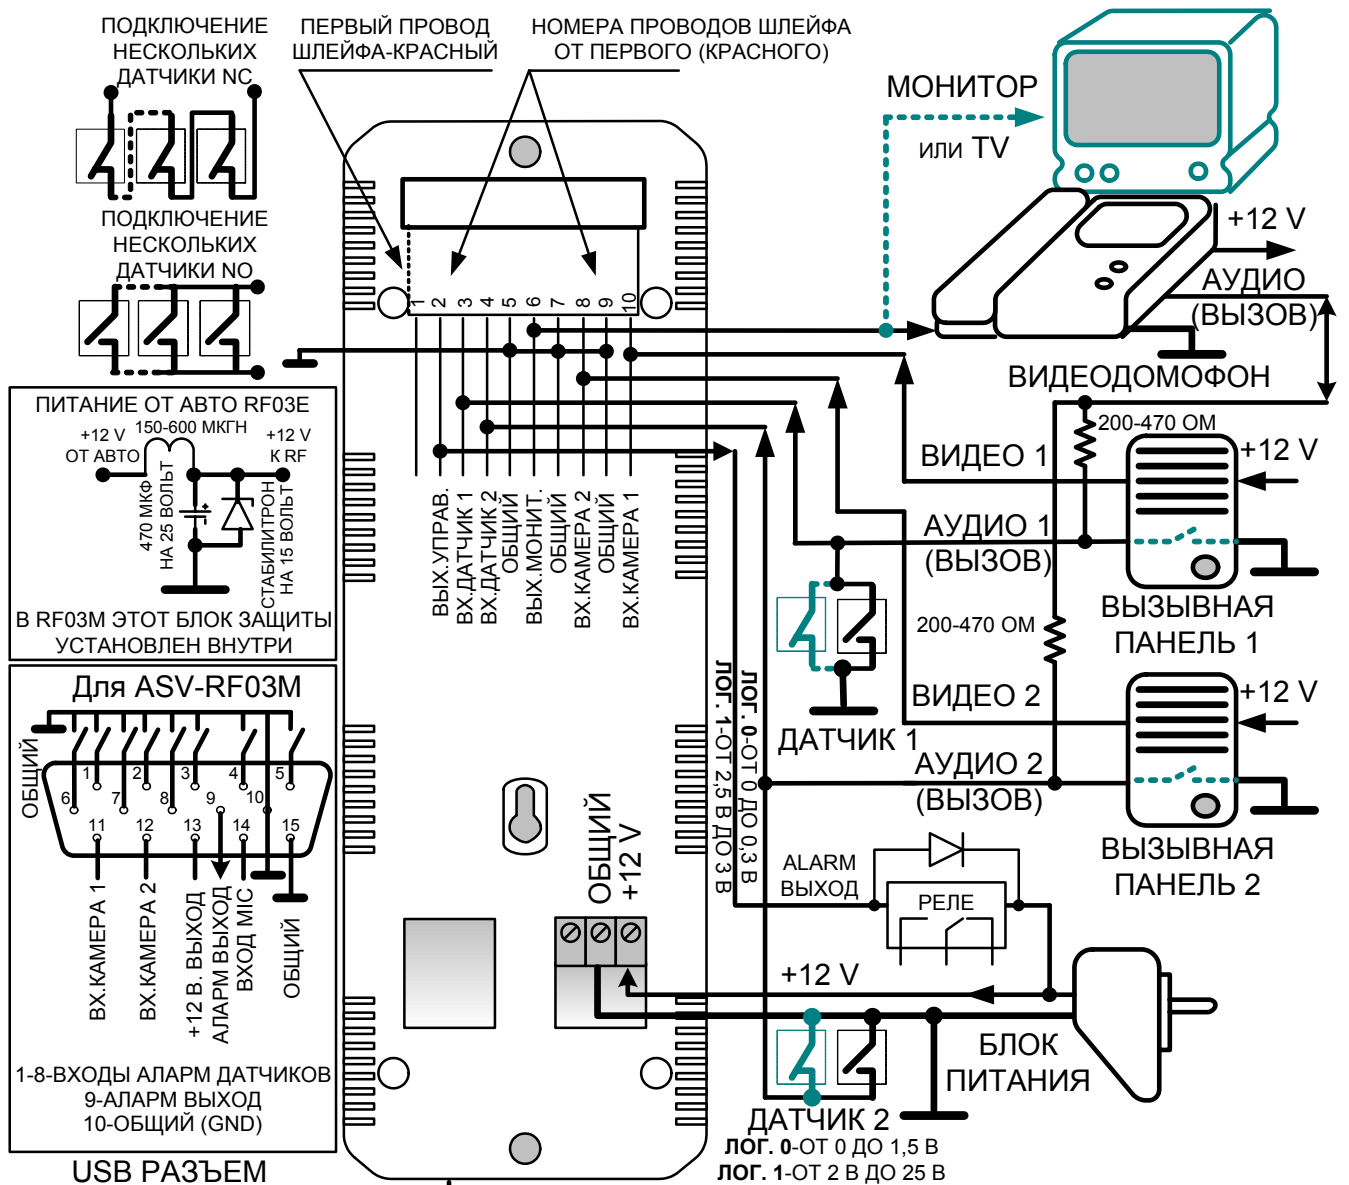 ПОДКЛЮЧЕНИЕ
НЕСКОЛЬКИХ
ДАТЧИКИ NC
ПЕРВЫЙ ПРОВОД
ШЛЕЙФА-КРАСНЫЙ
НОМЕРА ПРОВОДОВ ШЛЕЙФА
ОТ ПЕРВОГО (КРАСНОГО)
МОНИТОР
ИЛИ TV
ПОДКЛЮЧЕНИЕ
НЕСКОЛЬКИХ
ДАТЧИКИ NO
1 2 3 4 5 6 7 8 9 10
+12 V
АУДИО
(ВЫЗОВ)
ВИДЕОДОМОФОН
ПИТАНИЕ ОТ АВТО RF03E
150-600 МКГН
+12 V
ОТ АВТО
+12 V
К RF
470 МКФ
НА 25 ВОЛЬТ
СТАБИЛИТРОН
НА 15 ВОЛЬТ
В RF03M ЭТОТ БЛОК ЗАЩИТЫ
УСТАНОВЛЕН ВНУТРИ
ВЫХ.УПРАВ.
ВХ.ДАТЧИК 1
ВХ.ДАТЧИК 2
ОБЩИЙ
ВЫХ.МОНИТ.
ОБЩИЙ
ВХ.КАМЕРА 2
ОБЩИЙ
ВХ.КАМЕРА 1
200-470 ОМ
ВИДЕО 1
+12 V
АУДИО 1
(ВЫЗОВ)
ВЫЗЫВНАЯ
ПАНЕЛЬ 1
200-470 ОМ
ДАТЧИК 1
ЛОГ. 0-ОТ 0 ДО 0,3 В
ЛОГ. 1-ОТ 2,5 В ДО 3 В
ВИДЕО 2
+12 V
АУДИО 2
(ВЫЗОВ)
ВЫЗЫВНАЯ
ПАНЕЛЬ 2
Для ASV-RF03M
ОБЩИЙ
1 2 3 4 5
6 7 8 9 10
11 12 13 14 15
ВХ.КАМЕРА 1
ВХ.КАМЕРА 2
+12 В. ВЫХОД
АЛАРМ ВЫХОД
ВХОД MIC
ОБЩИЙ
1-8-ВХОДЫ АЛАРМ ДАТЧИКОВ
9-АЛАРМ ВЫХОД
10-ОБЩИЙ (GND)
USB РАЗЪЕМ
ОБЩИЙ
+12 V
ALARM
ВЫХОД
РЕЛЕ
+12 V
БЛОК
ПИТАНИЯ
ДАТЧИК 2
ЛОГ. 0-ОТ 0 ДО 1,5 В
ЛОГ. 1-ОТ 2 В ДО 25 В